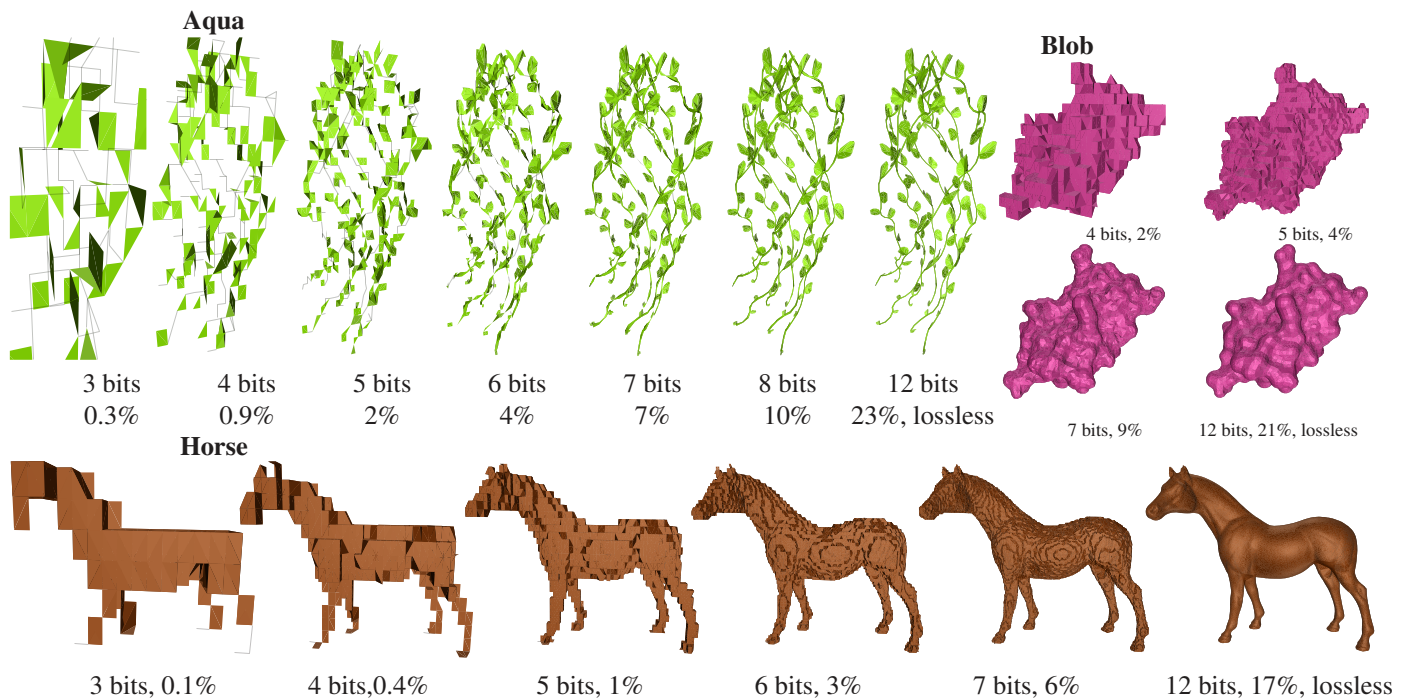 Aqua
Blob
4 bits, 2%
5 bits, 4%
3 bits
4 bits
5 bits
6 bits
7 bits
8 bits
12 bits
0.3%
0.9%
2%
4%
7%
10%
23%, lossless
7 bits, 9%
12 bits, 21%, lossless
Horse
3 bits, 0.1%
4 bits,0.4%
5 bits, 1%
6 bits, 3%
7 bits, 6%
12 bits, 17%, lossless